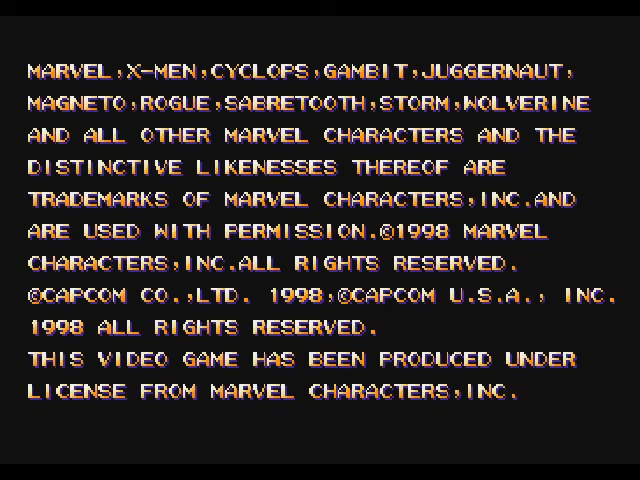 MARVEL,X-MEN,CYCLOPS,GAMBIT,JUGGERNAUT,
MAGNETO,ROGUE,SABRETOOTH,STORM,WOLVERINE
AND ALL OTHER MARVEL CHARACTERS AND THE
DISTINCTIVE LIKENESSES THEREOF ARE
TRADEMARKS OF MARVEL CHARACTERS,INC.AND
ARE USED WITH PERMISSION.©1998 MARVEL
CHARACTERS,INC.ALL RIGHTS RESERVED.
©CAPCOM CO.,LTD. 1998,©CAPCOM U.S.A., INC.
1998 ALL RIGHTS RESERVED.
THIS VIDEO GAME HAS BEEN PRODUCED UNDER
LICENSE FROM MARVEL CHARACTERS,INC.